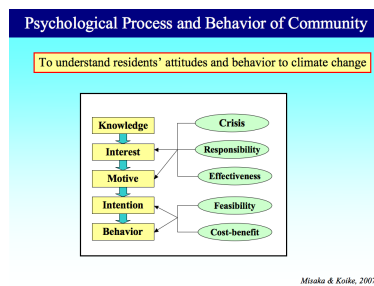 Psychological Process and Behavior of Community
To understand residents' attitudes and behavior to climate change
Knowledge
Interest
Motive
Intention
Behavior
Crisis
Responsibility
Effectiveness
Feasibility
Cost-benefit
Misaka & Koike, 2007